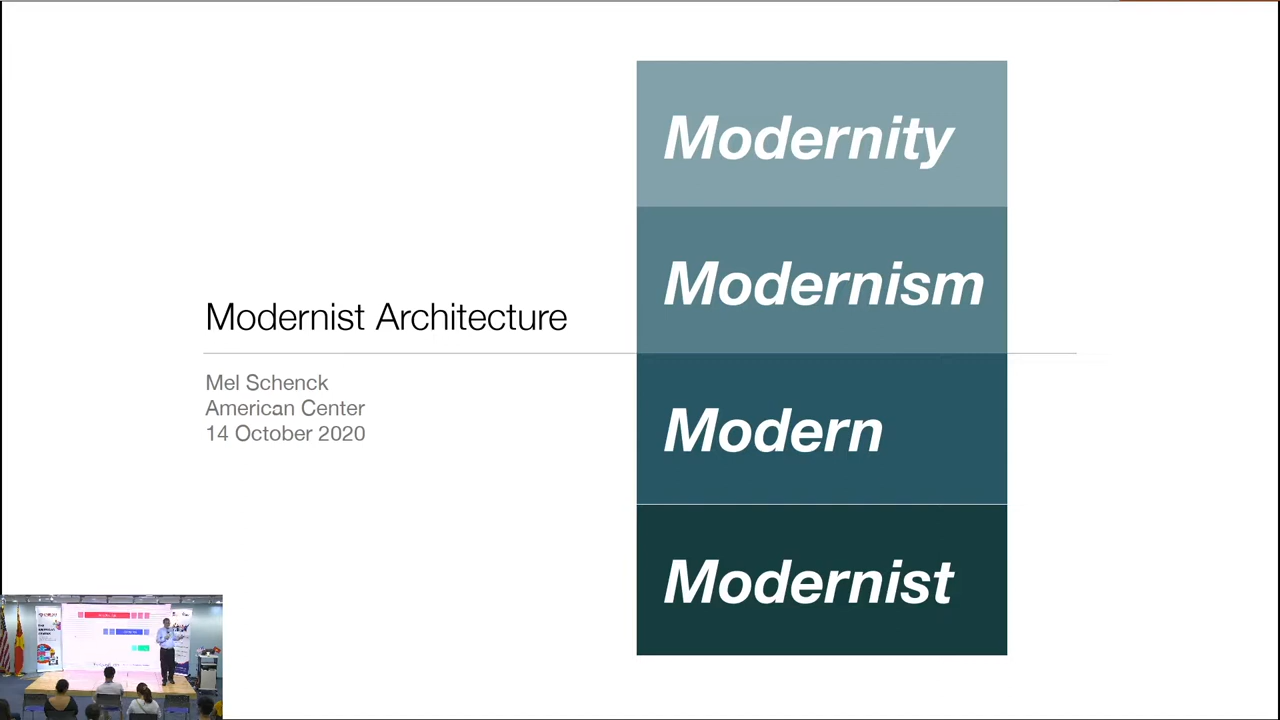 Modernist Architecture
Mel Schenck
American Center
14 October 2020
Modernity
Modernism
Modern
Modernist